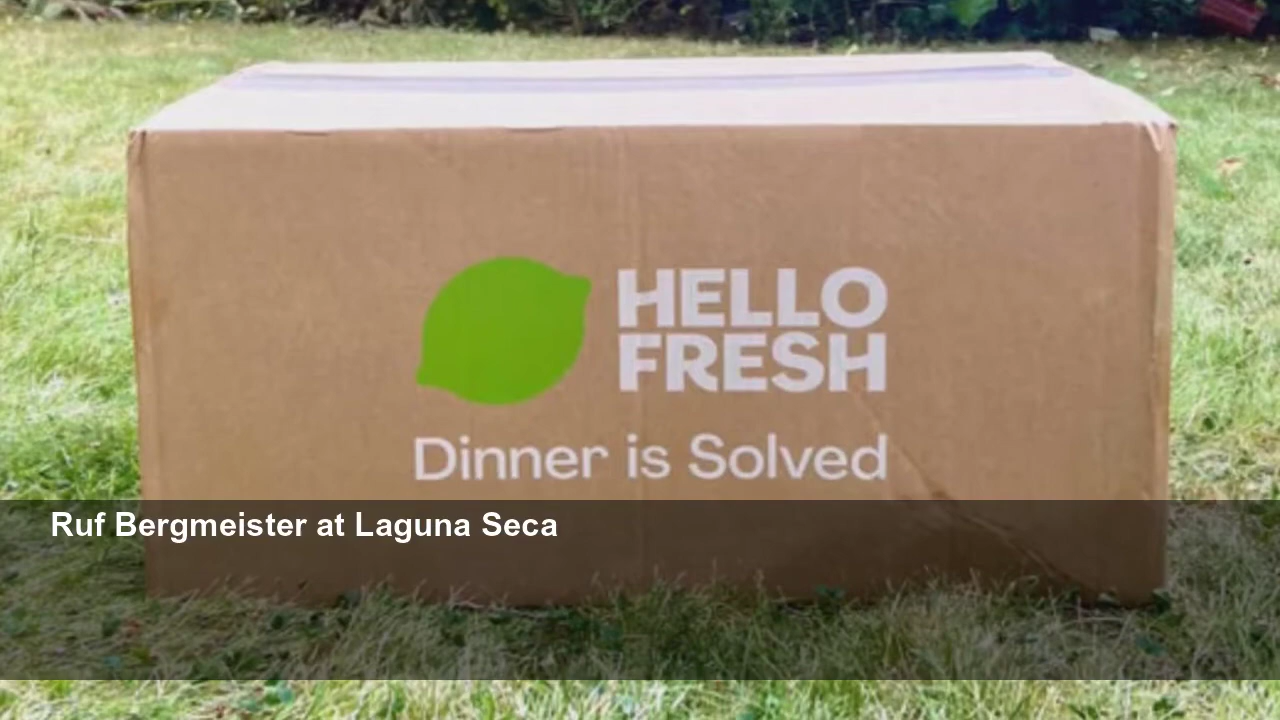 HELLO
FRESH
Dinner is Solved
Ruf Bergmeister at Laguna Seca